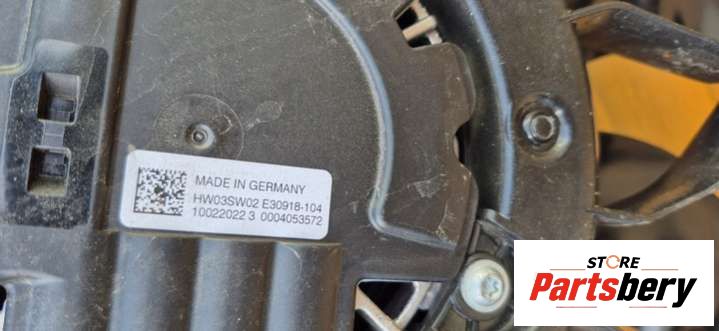 MADE IN GERMANY
HW03SW02 E30918-104
10022022 3 0004053572
STORE
Partsbery